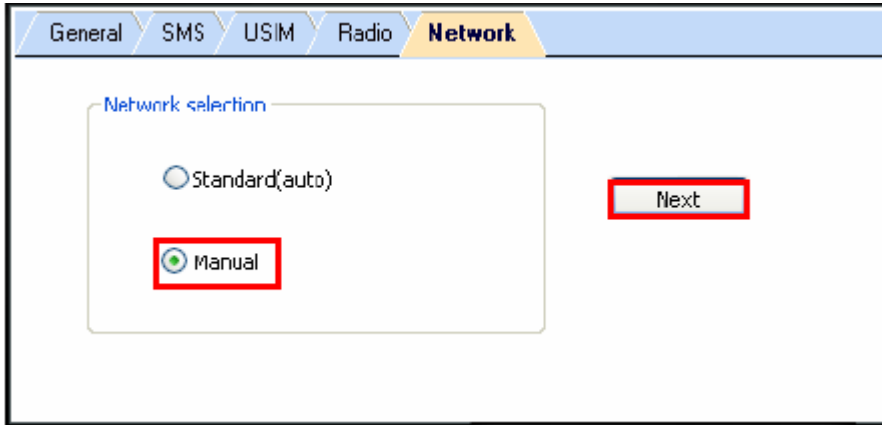 General SMS USIM Radio Network
Network selection
Standard(auto)
Next
Manual